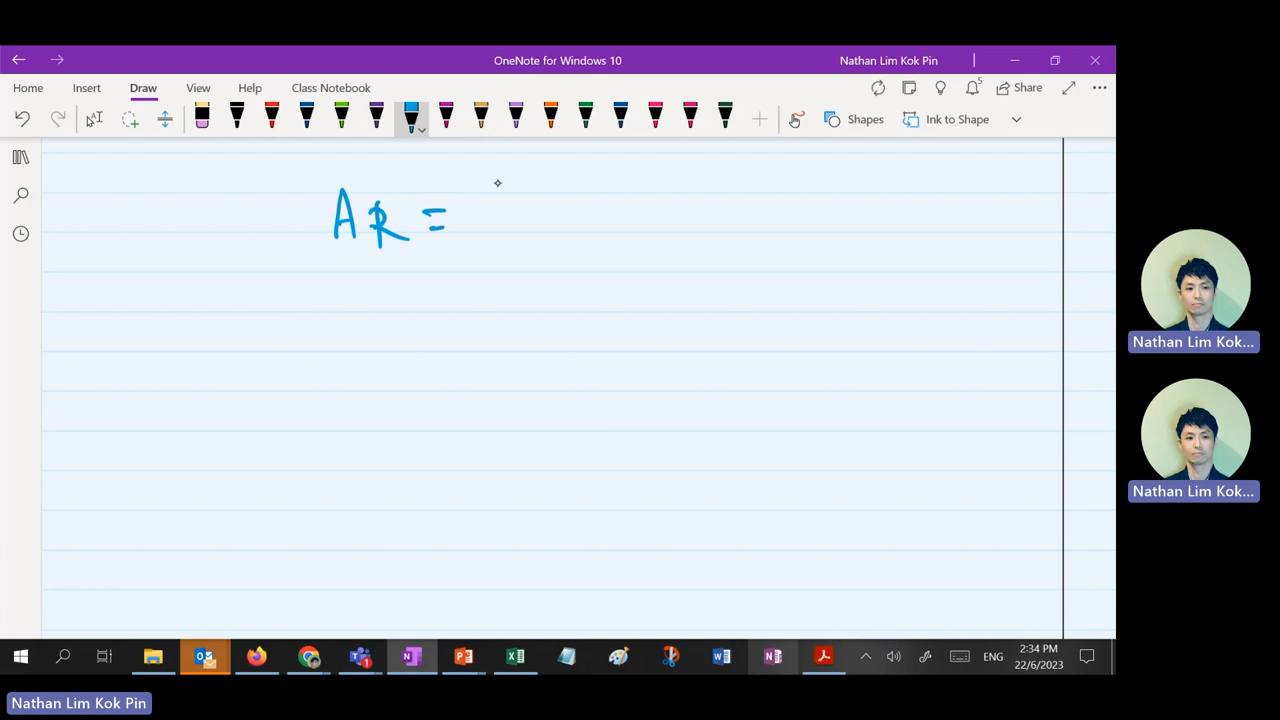 OneNote for Windows 10
Nathan Lim Kok Pin
Home Insert Draw View Help Class Notebook
5 Share
Shapes Ink to Shape
AR =
Nathan Lim Kok...
Nathan Lim Kok...
1 ENG 2:34 PM
22/6/2023
Nathan Lim Kok Pin